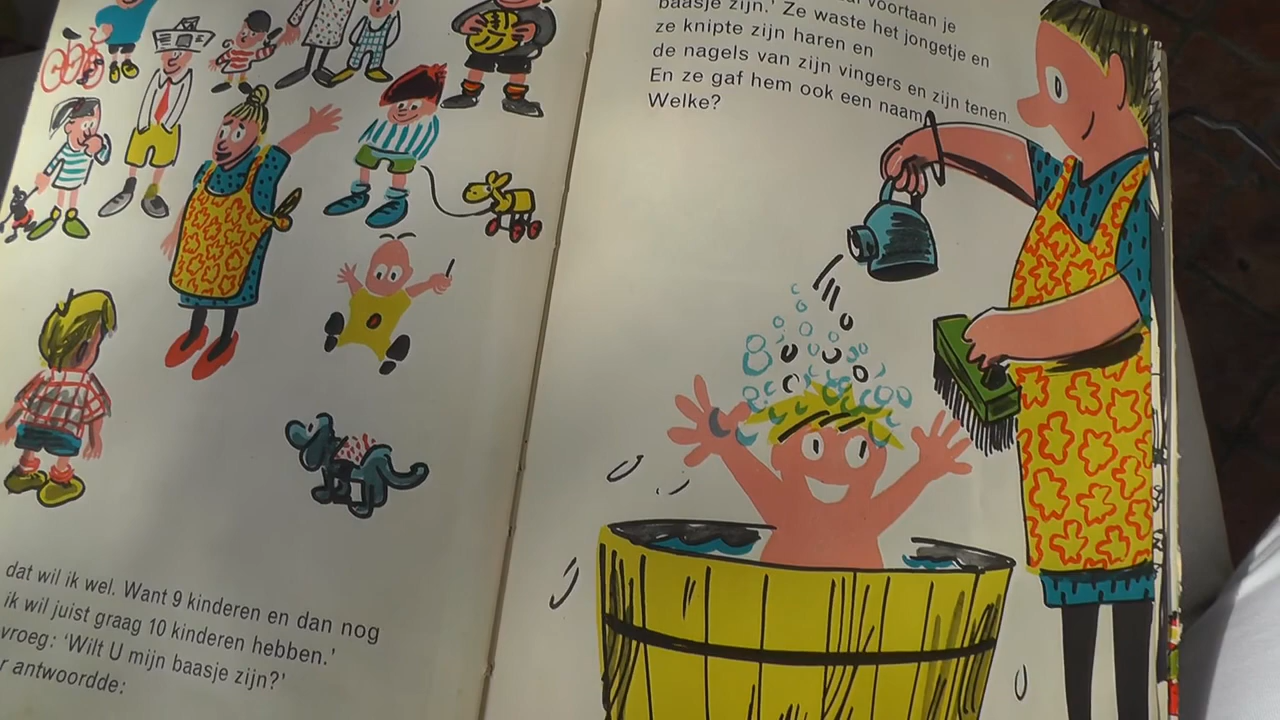 dat wil ik wel. Want 9 kinderen en dan nog
ik wil juist graag 10 kinderen hebben.'
vroeg: 'Wilt U mijn baasje zijn?'
antwoordde:
voortaan je
baasje zijn.' Ze waste het jongetje en
ze knipte zijn haren en
de nagels van zijn vingers en zijn tenen.
En ze gaf hem ook een naam.
Welke?